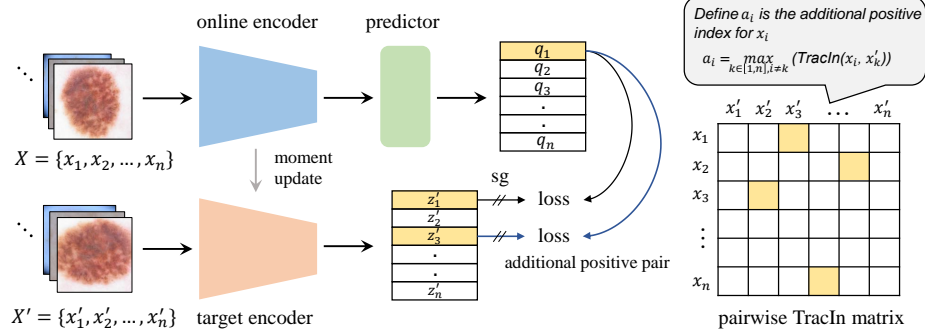 online encoder
predictor
X = {x₁, x₂, ..., xₙ}
moment
update
q₁
q₂
q₃
.
.
qₙ
sg
loss
loss
additional positive pair
z′₁
z′₂
z′₃
.
.
z′ₙ
X′ = {x′₁, x′₂, ..., x′ₙ}
target encoder
Define aᵢ is the additional positive
index for xᵢ
aᵢ = max (TracIn(xᵢ, x′ₖ))
k∈[1,n],i≠k
x′₁ x′₂ x′₃ ... x′ₙ
x₁
x₂
x₃
⋮
xₙ
pairwise TracIn matrix